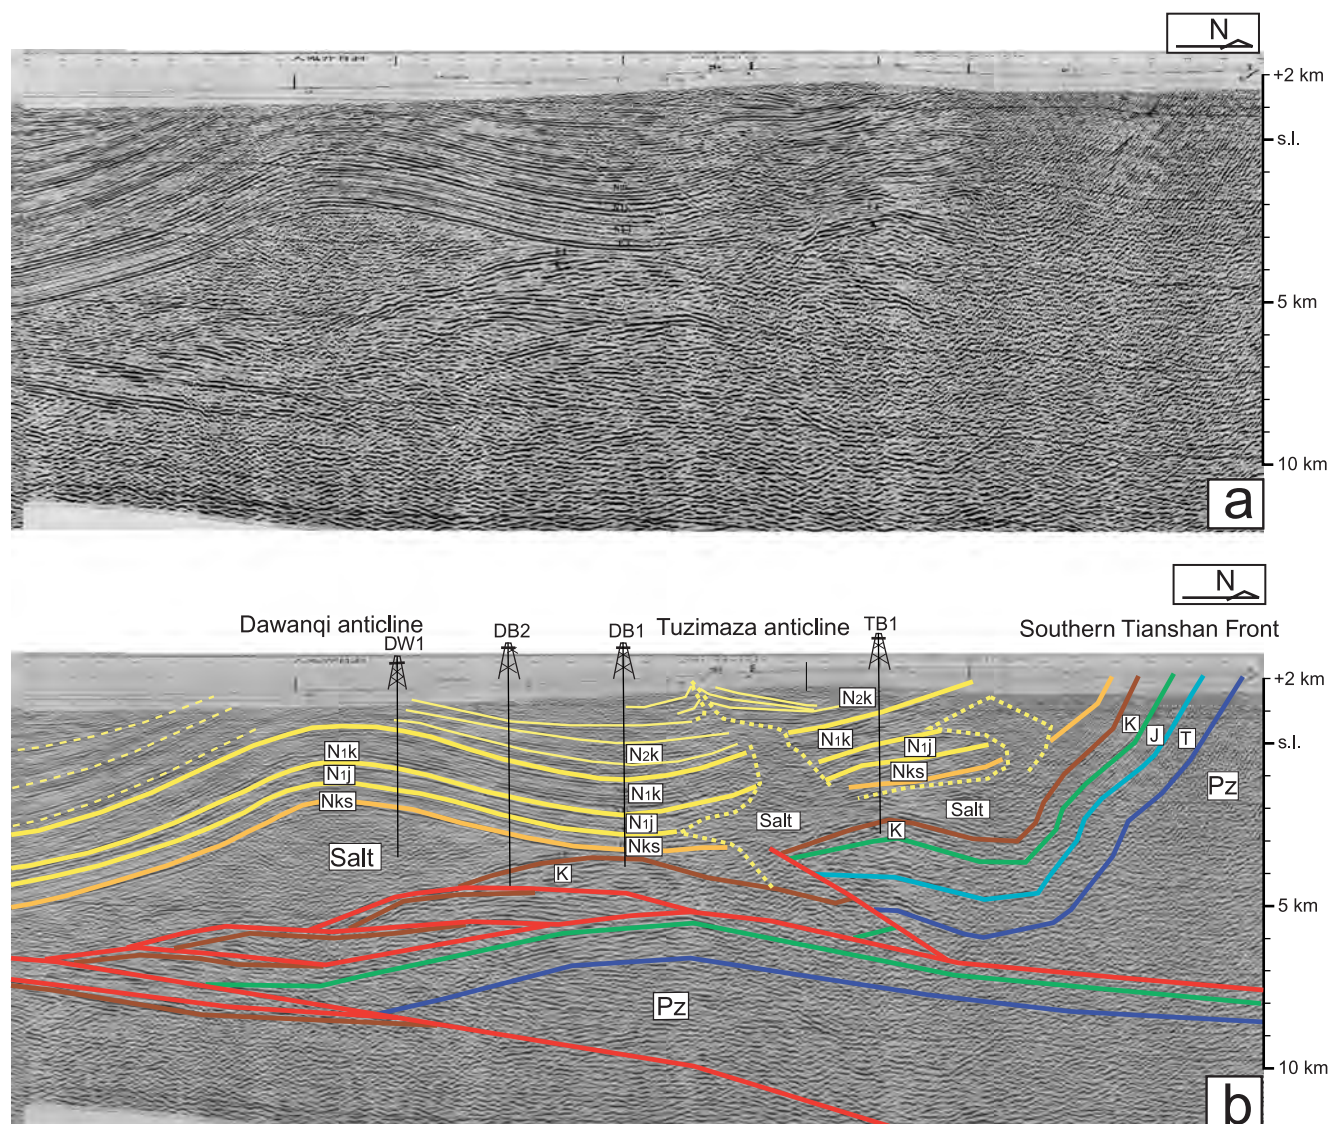 N
+2 km
s.l.
5 km
10 km
a
N
Dawanqi anticline
DW1
DB2
DB1
Tuzimaza anticline
TB1
Southern Tianshan Front
+2 km
N2k
K
J
T
N1k
N1j
s.l.
N1k
N2k
Nks
Pz
N1j
Nks
N1k
Salt
Salt
N1j
K
Nks
Salt
K
5 km
Pz
10 km
b